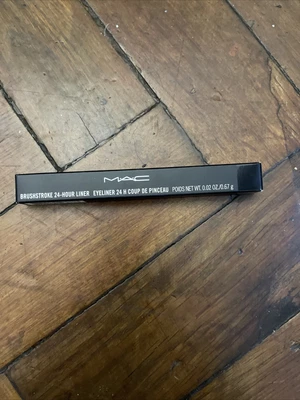 MAC
BRUSHSTROKE 24-HOUR LINER EYELINER 24 H COUP DE PINCEAU POIDS NET WT. 0.02 OZ./0.67 g